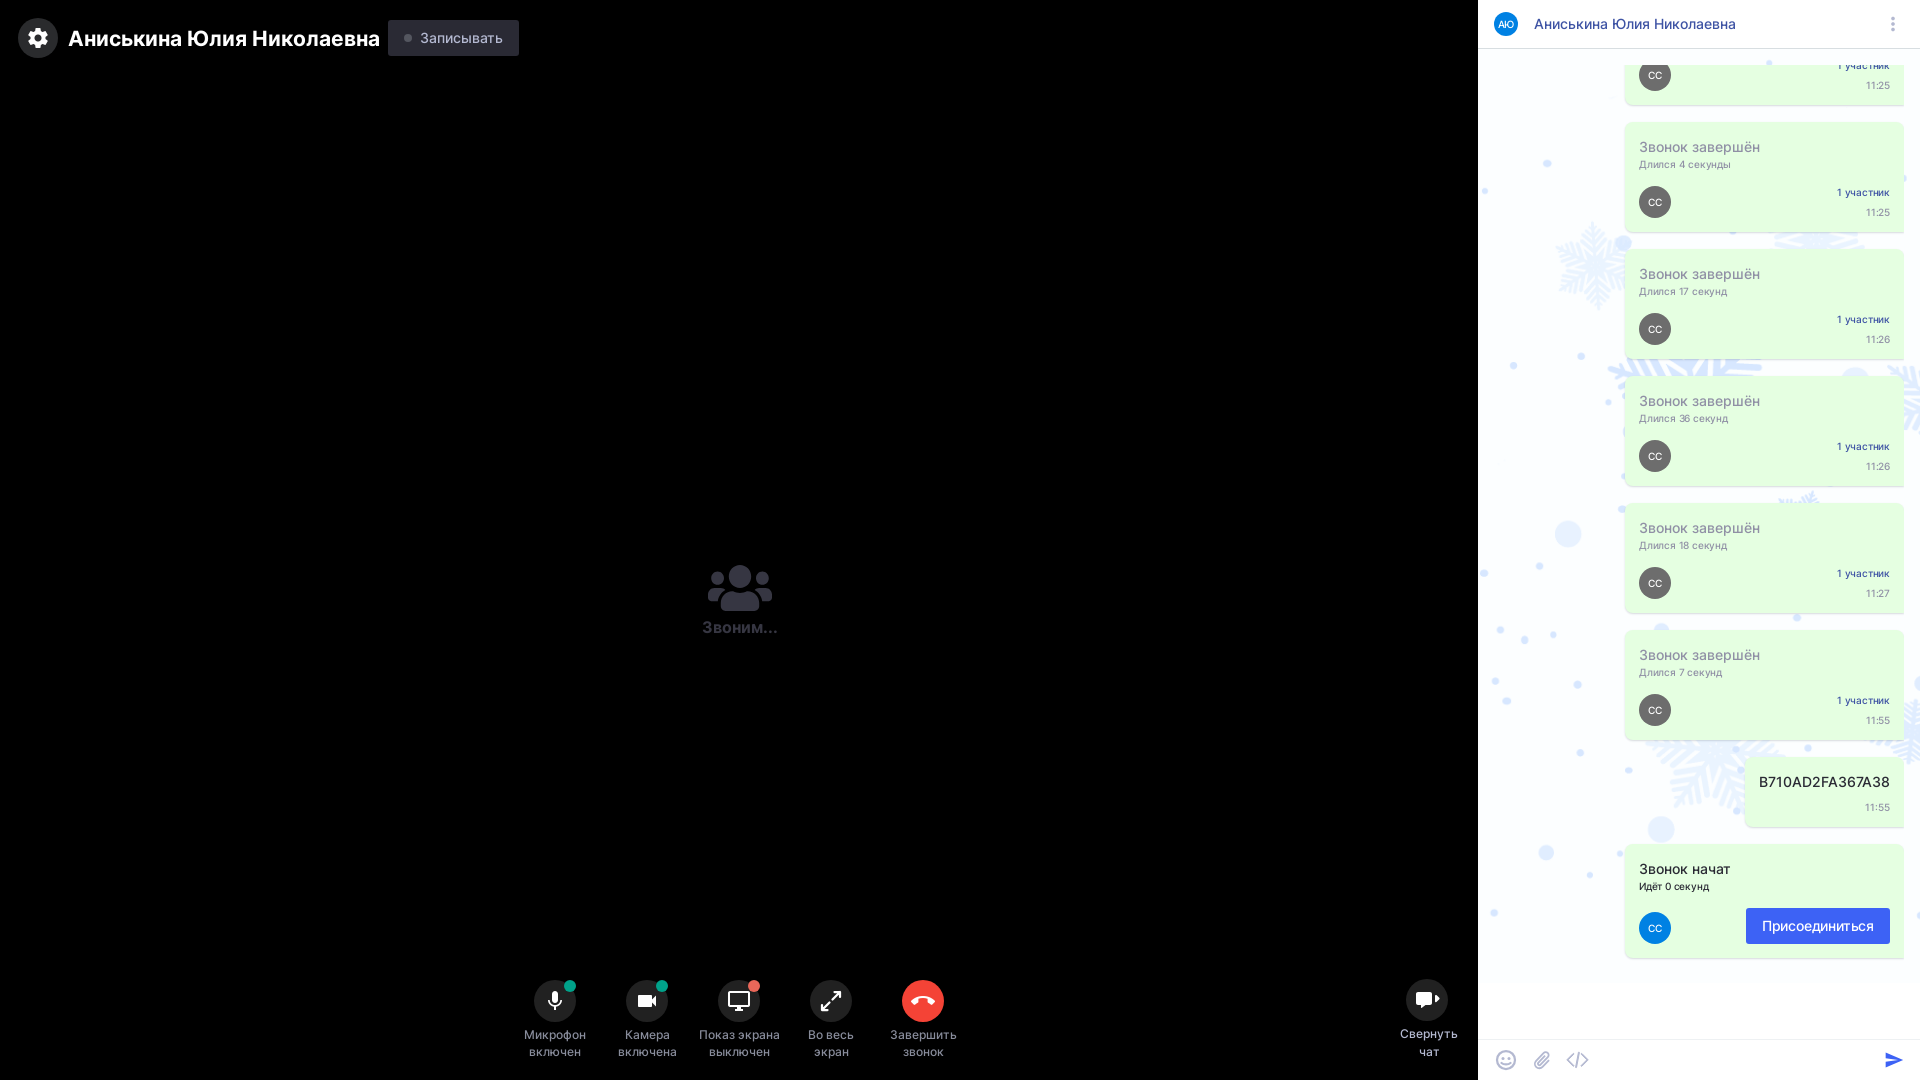 Аниськина Юлия Николаевна
Записывать
Звоним...
Микрофон
включен
Камера
включена
Показ экрана
выключен
Во весь
экран
Завершить
звонок
Свернуть
чат
АЮ
Аниськина Юлия Николаевна
СС
1 участник
11:25
Звонок завершён
Длился 4 секунды
СС
1 участник
11:25
Звонок завершён
Длился 17 секунд
СС
1 участник
11:26
Звонок завершён
Длился 36 секунд
СС
1 участник
11:26
Звонок завершён
Длился 18 секунд
СС
1 участник
11:27
Звонок завершён
Длился 7 секунд
СС
1 участник
11:55
B710AD2FA367A38
11:55
Звонок начат
Идёт 0 секунд
СС
Присоединиться